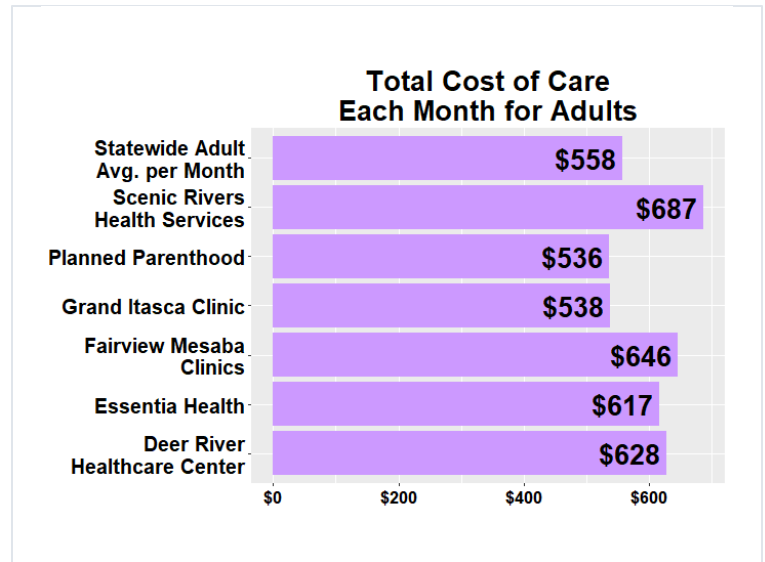 Total Cost of Care
Each Month for Adults
Statewide Adult
Avg. per Month
$558
Scenic Rivers
Health Services
$687
Planned Parenthood
$536
Grand Itasca Clinic
$538
Fairview Mesaba
Clinics
$646
Essentia Health
$617
Deer River
Healthcare Center
$628
$0 $200 $400 $600